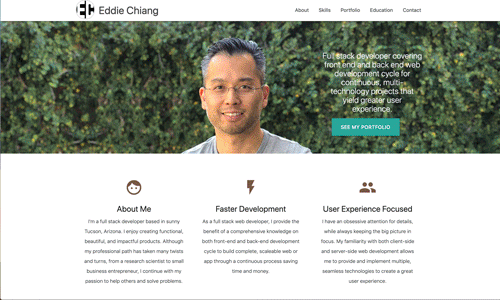 EC Eddie Chiang
About Skills Portfolio Education Contact
Full stack developer covering
front end and back end web
development cycle for
continuous, multi-
technology projects that
yield greater user
experience.
SEE MY PORTFOLIO
About Me
I'm a full stack developer based in sunny
Tucson, Arizona. I enjoy creating functional,
beautiful, and impactful products. Although
my professional path has taken many twists
and turns, from a research scientist to small
business entrepreneur, I continue with my
passion to help others and solve problems.
Faster Development
As a full stack web developer, I provide the
benefit of a comprehensive knowledge on
both front-end and back-end development
cycle to build complete, scaleable web or
app through a continuous process saving
time and money.
User Experience Focused
I have an obsessive attention for details,
while always keeping the big picture in
focus. My familiarity with both client-side
and server-side web development allows
me to provide and implement multiple,
seamless technologies to create a great
user experience